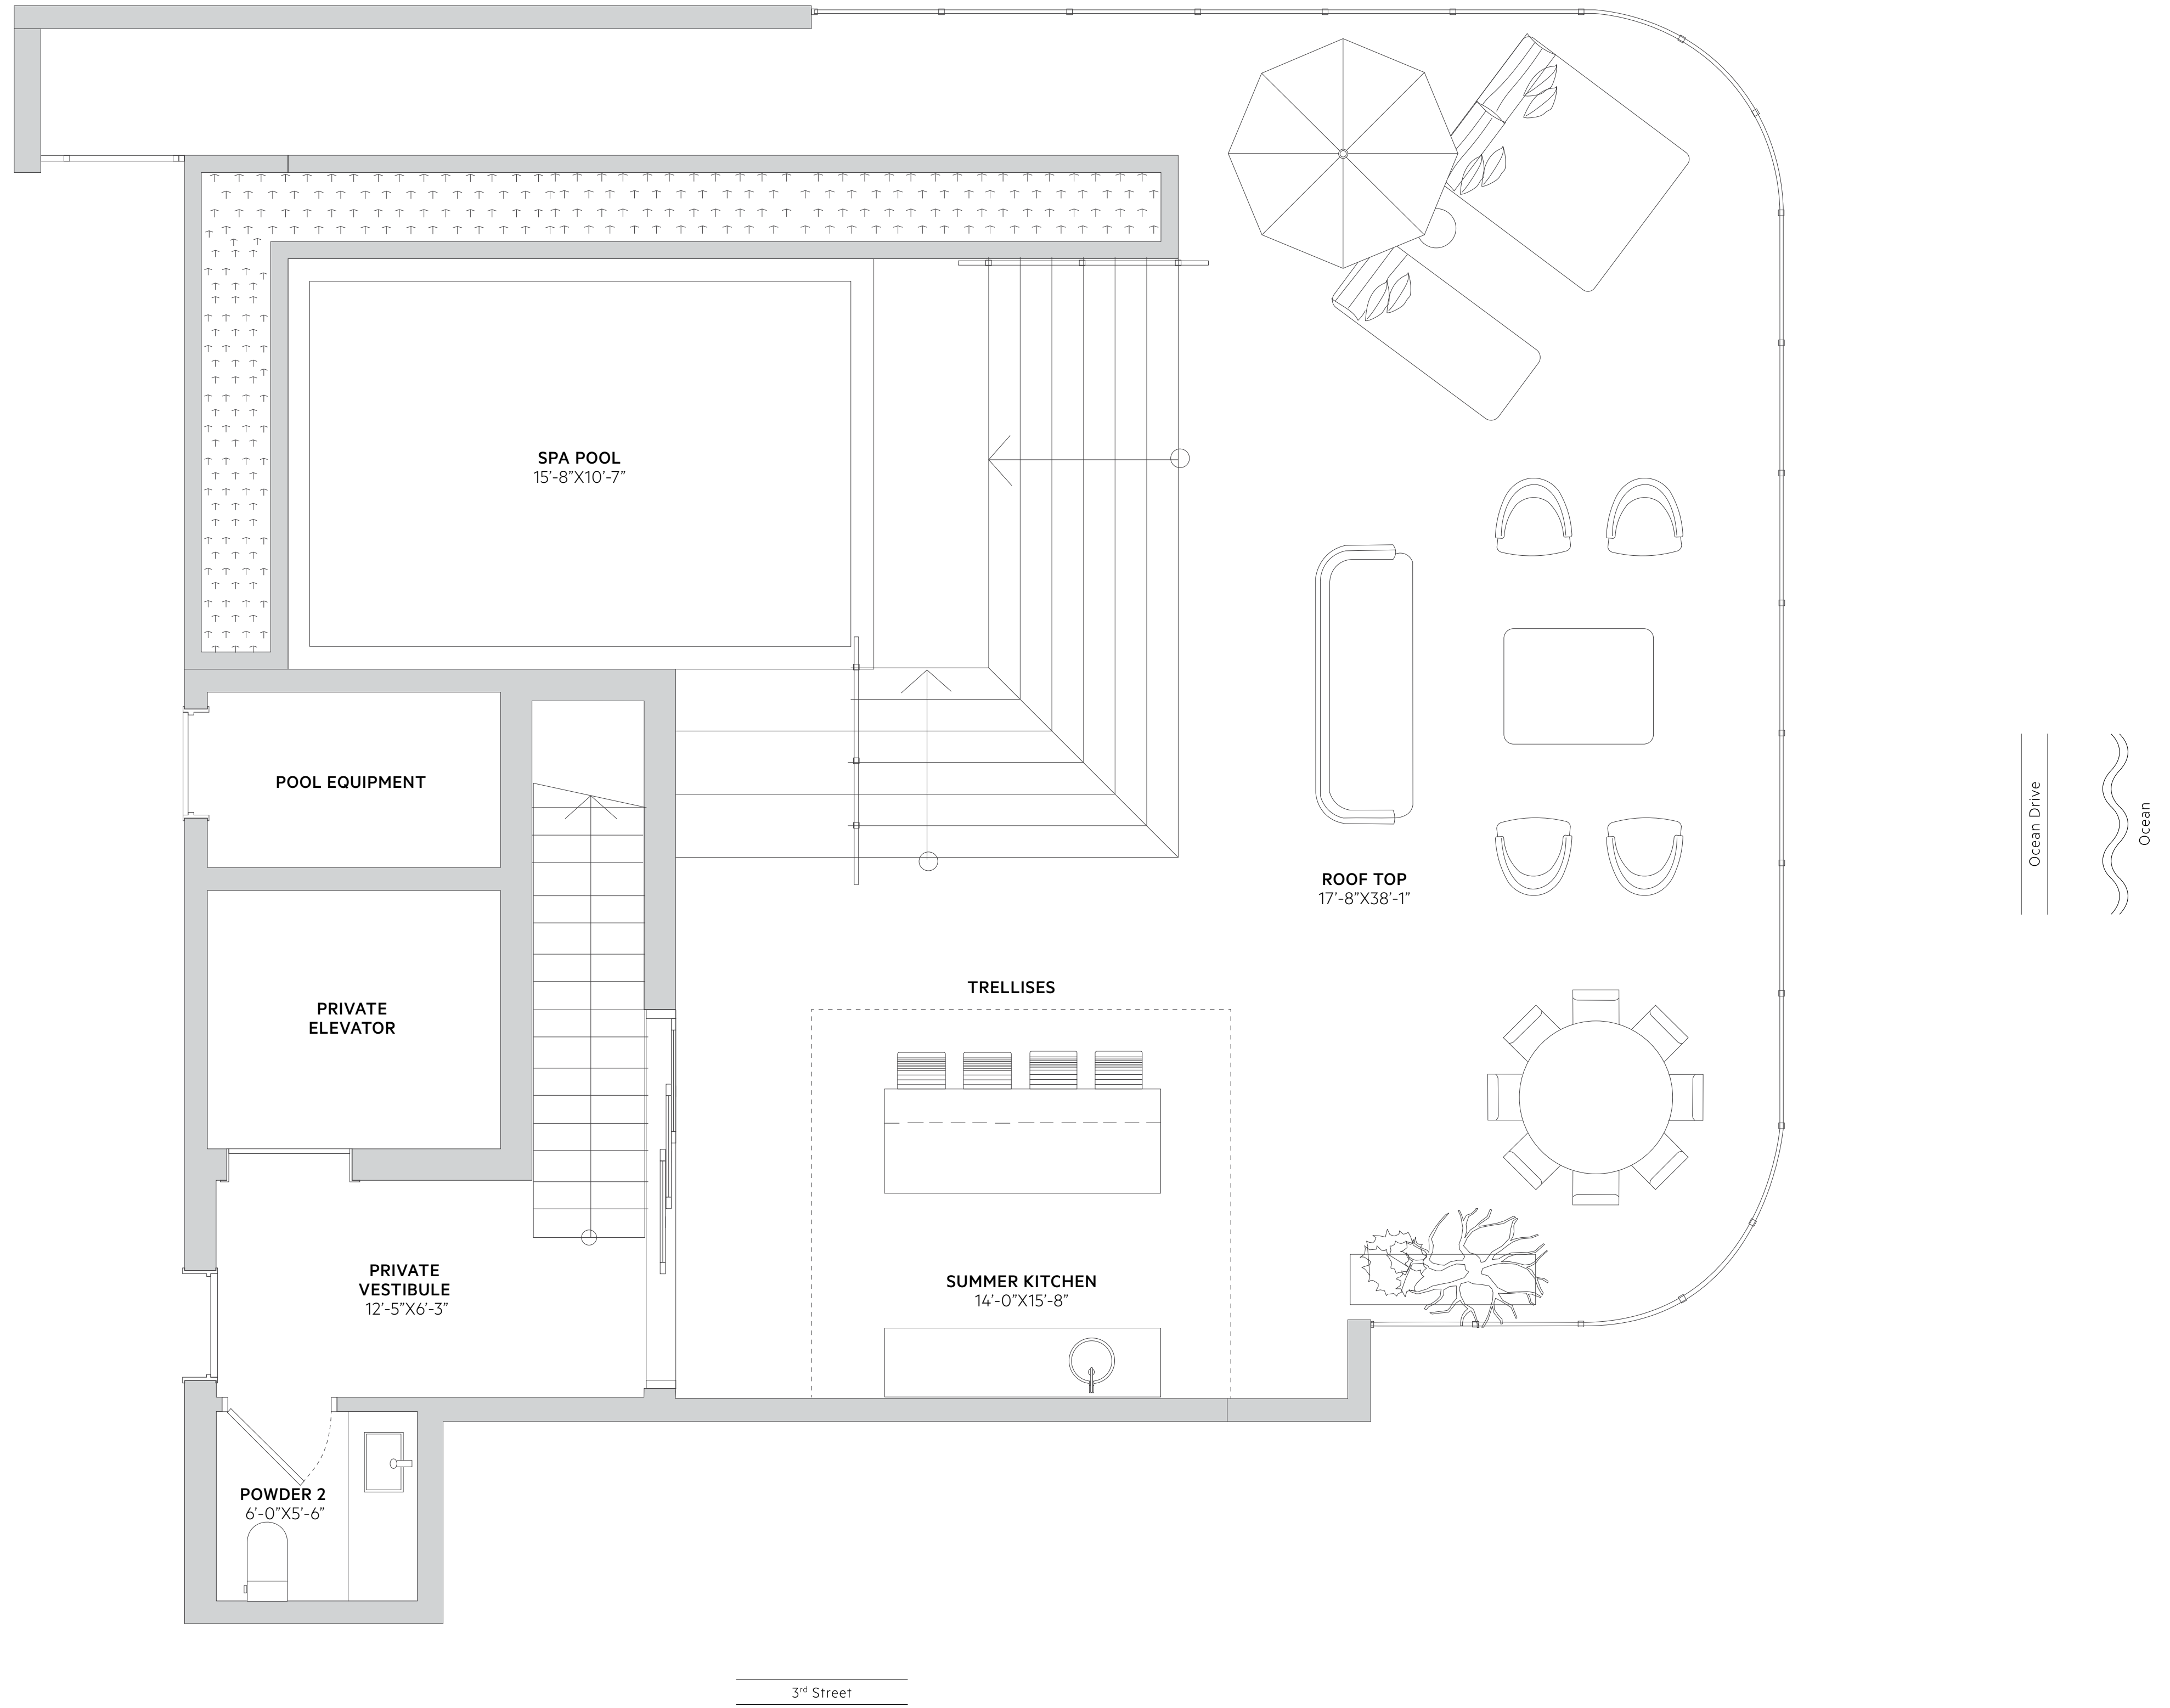 SPA POOL
15'-8"X10'-7"
POOL EQUIPMENT
Ocean Drive
Ocean
ROOF TOP
17'-8"X38'-1"
TRELLISES
PRIVATE
ELEVATOR
PRIVATE
VESTIBULE
12'-5"X6'-3"
SUMMER KITCHEN
14'-0"X15'-8"
POWDER 2
6'-0"X5'-6"
3rd Street